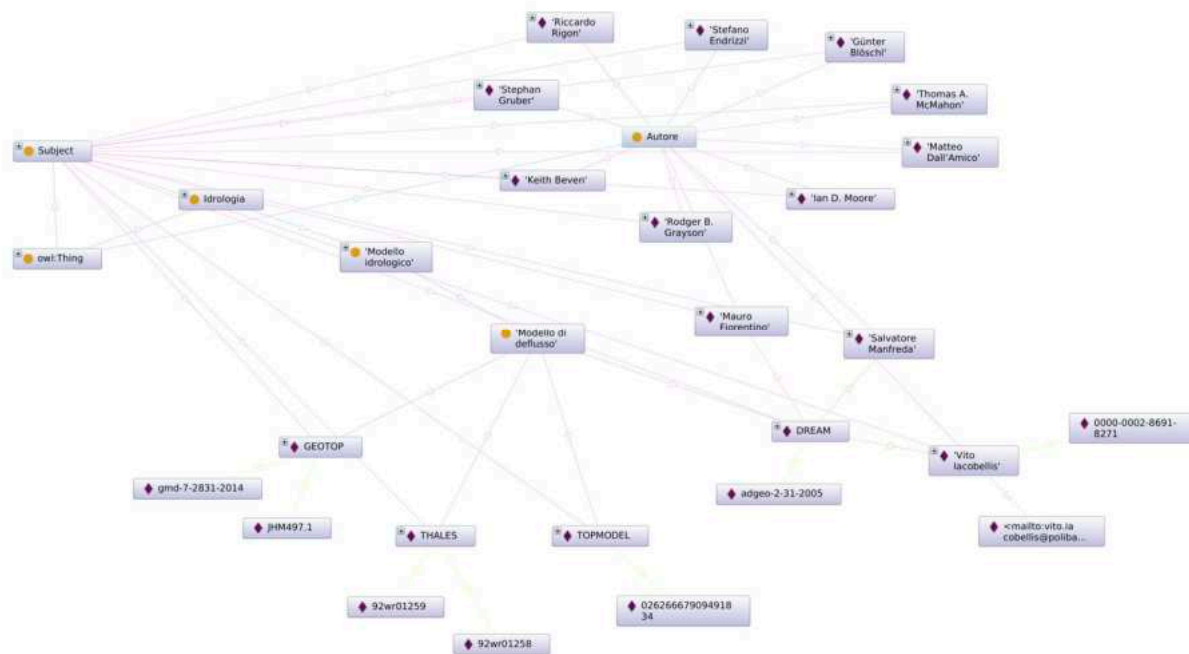 'Riccardo
Rigon'
'Stefano
Endrizzi'
'Günter
Blöschl'
'Stephan
Gruber'
'Thomas A.
McMahon'
Autore
Subject
'Matteo
Dall'Amico'
'Keith Beven'
Idrologia
'Ian D. Moore'
'Rodger B.
Grayson'
owl:Thing
'Modello
idrologico'
'Mauro
Fiorentino'
'Modello di
deflusso'
'Salvatore
Manfreda'
DREAM
0000-0002-8691-
8271
GEOTOP
'Vito
Iacobellis'
gmd-7-2831-2014
adgeo-2-31-2005
JHM497.1
THALES
TOPMODEL
<mailto:vito.ia
cobellis@poliba...
92wr01259
026266679094918
34
92wr01258